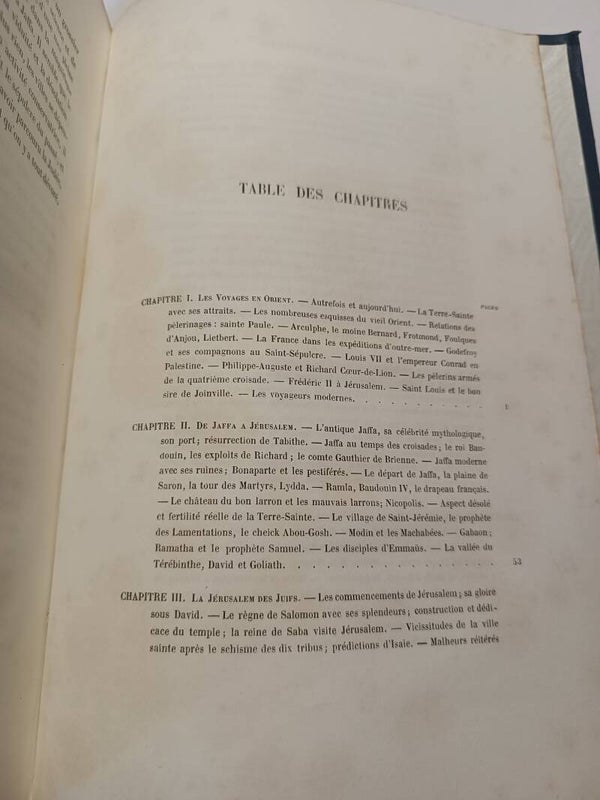 TABLE DES CHAPITRES
PAGES
CHAPITRE I. LES VOYAGES EN ORIENT. — Autrefois et aujourd'hui. — La Terre-Sainte
avec ses attraits. — Les nombreuses esquisses du vieil Orient. — Relations des
pèlerinages : sainte Paule. — Arculphe, le moine Bernard, Frotmond, Foulques
d'Anjou, Lietbert. — La France dans les expéditions d'outre-mer. — Godefroy
et ses compagnons au Saint-Sépulcre. — Louis VII et l'empereur Conrad en
Palestine. — Philippe-Auguste et Richard Cœur-de-Lion. — Les pèlerins armés
de la quatrième croisade. — Frédéric II à Jérusalem. — Saint Louis et le bon
sire de Joinville. — Les voyageurs modernes. . . . . . . . . . . 1
CHAPITRE II. DE JAFFA A JÉRUSALEM. — L'antique Jaffa, sa célébrité mythologique,
son port ; résurrection de Tabithe. — Jaffa au temps des croisades ; le roi Bau-
douin, les exploits de Richard ; le comte Gauthier de Brienne. — Jaffa moderne
avec ses ruines ; Bonaparte et les pestiférés. — Le départ de Jaffa, la plaine de
Saron, la tour des Martyrs, Lydda. — Ramla, Baudouin IV, le drapeau français.
— Le château du bon larron et les mauvais larrons ; Nicopolis. — Aspect désolé
et fertilité réelle de la Terre-Sainte. — Le village de Saint-Jérémie, le prophète
des Lamentations, le cheick Abou-Gosh. — Modin et les Machabées. — Gabaon ;
Ramatha et le prophète Samuel. — Les disciples d'Emmaüs. — La vallée du
Térébinthe, David et Goliath. . . . . . . . . . . . . . . 53
CHAPITRE III. LA JÉRUSALEM DES JUIFS. — Les commencements de Jérusalem ; sa gloire
sous David. — Le règne de Salomon avec ses splendeurs ; construction et dédi-
cace du temple ; la reine de Saba visite Jérusalem. — Vicissitudes de la ville
sainte après le schisme des dix tribus ; prédictions d'Isaïe. — Malheurs réitérés